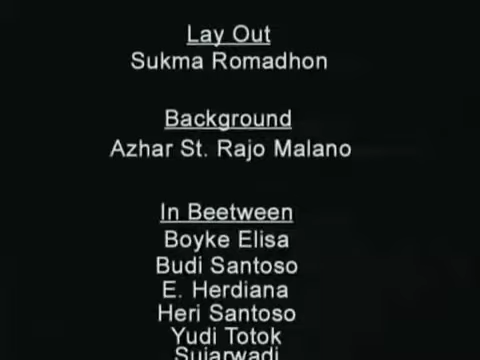 Lay Out
Sukma Romadhon
Background
Azhar St. Rajo Malano
In Beetween
Boyke Elisa
Budi Santoso
E. Herdiana
Heri Santoso
Yudi Totok
Sujarwadi